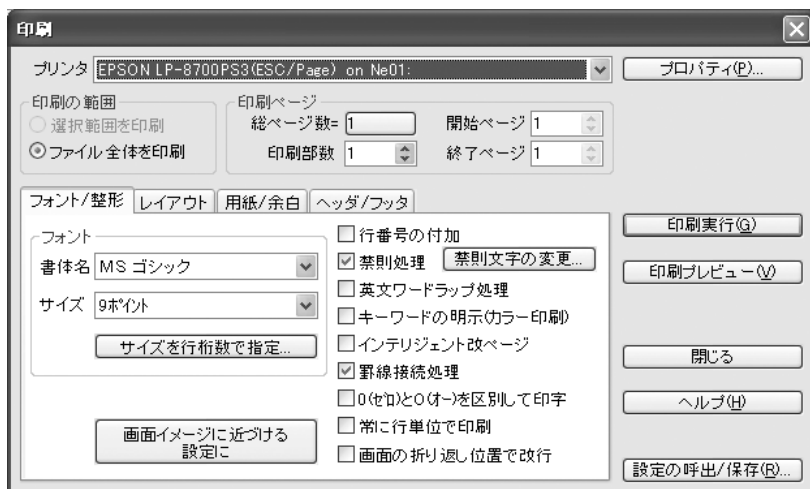 印刷
プリンタ EPSON LP-8700PS3(ESC/Page) on Ne01: プロパティ(P)...
印刷の範囲
選択範囲を印刷
ファイル全体を印刷
印刷ページ
総ページ数= 1 開始ページ 1
印刷部数 1 終了ページ 1
フォント/整形 レイアウト 用紙/余白 ヘッダ/フッタ
フォント
書体名 MS ゴシック
サイズ 9ポイント
サイズを行桁数で指定...
画面イメージに近づける
設定に
行番号の付加
禁則処理 禁則文字の変更...
英文ワードラップ処理
キーワードの明示(カラー印刷)
インテリジェント改ページ
罫線接続処理
0(ゼロ)とO(オー)を区別して印字
常に行単位で印刷
画面の折り返し位置で改行
印刷実行(G)
印刷プレビュー(V)
閉じる
ヘルプ(H)
設定の呼出/保存(R)...